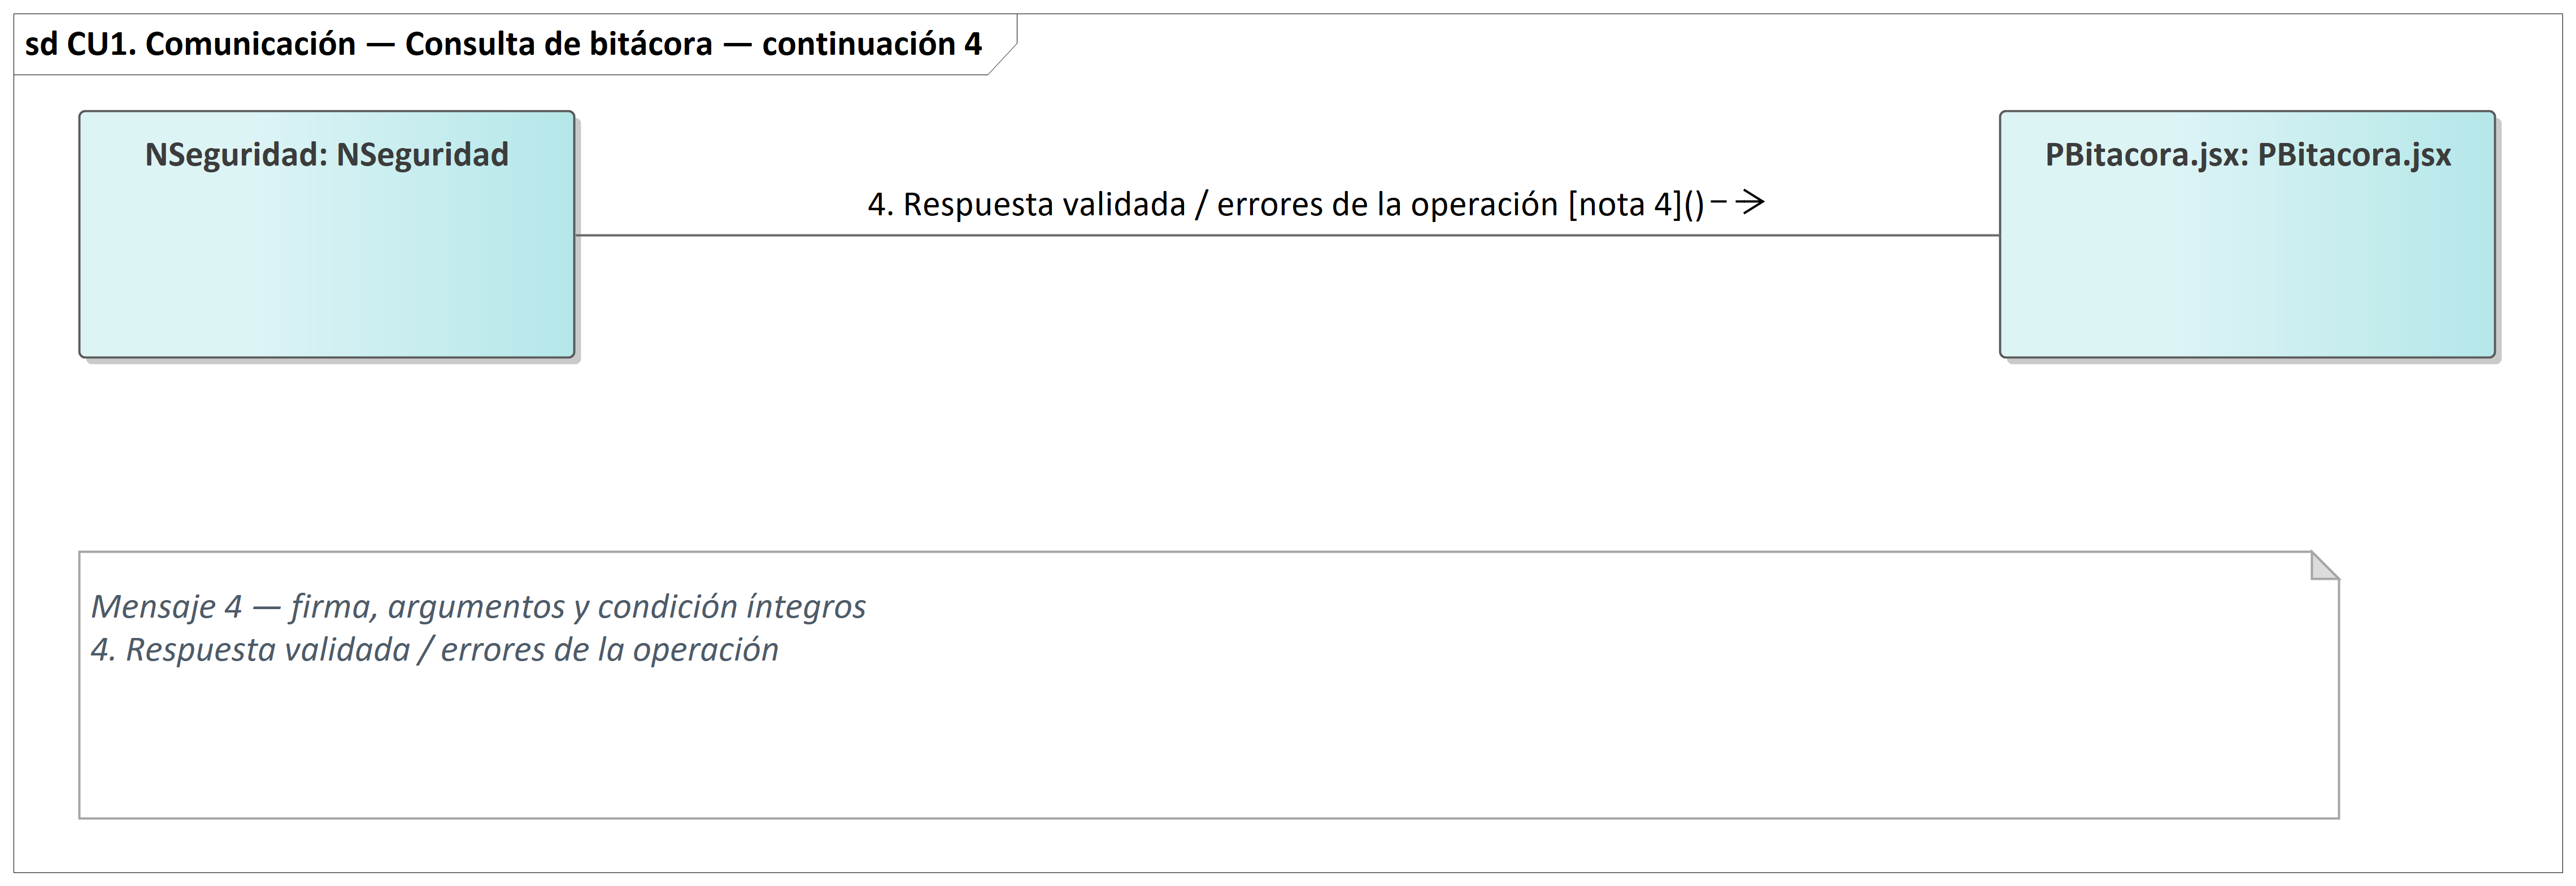 sd CU1. Comunicación — Consulta de bitácora — continuación 4
NSeguridad: NSeguridad
PBitacora.jsx: PBitacora.jsx
4. Respuesta validada / errores de la operación [nota 4]()
Mensaje 4 — firma, argumentos y condición íntegros
4. Respuesta validada / errores de la operación